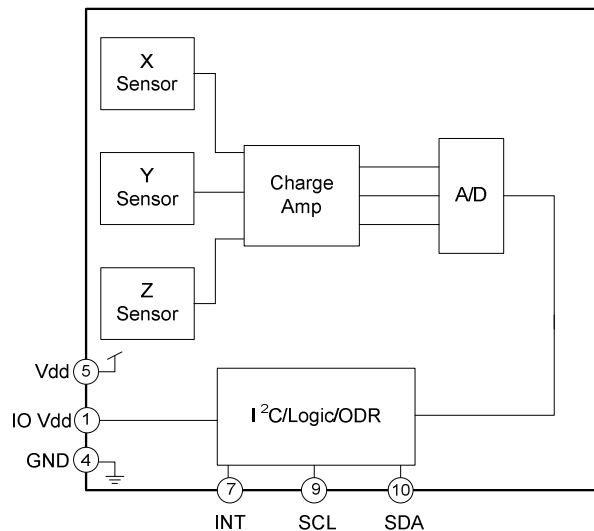 X
Sensor
Y
Sensor
Z
Sensor
Charge
Amp
A/D
Vdd
5
IO Vdd
1
GND
4
I²C/Logic/ODR
7
9
10
INT
SCL
SDA